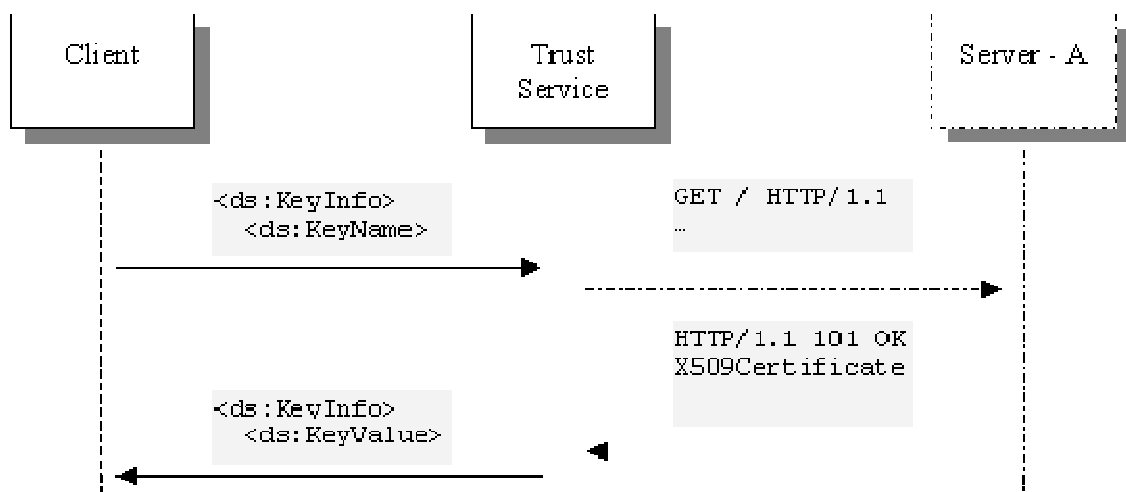 Client
Trust
Service
Server - A
<ds:KeyInfo>
<ds:KeyName>
GET / HTTP/1.1
…
HTTP/1.1 101 OK
X509Certificate
<ds:KeyInfo>
<ds:KeyValue>